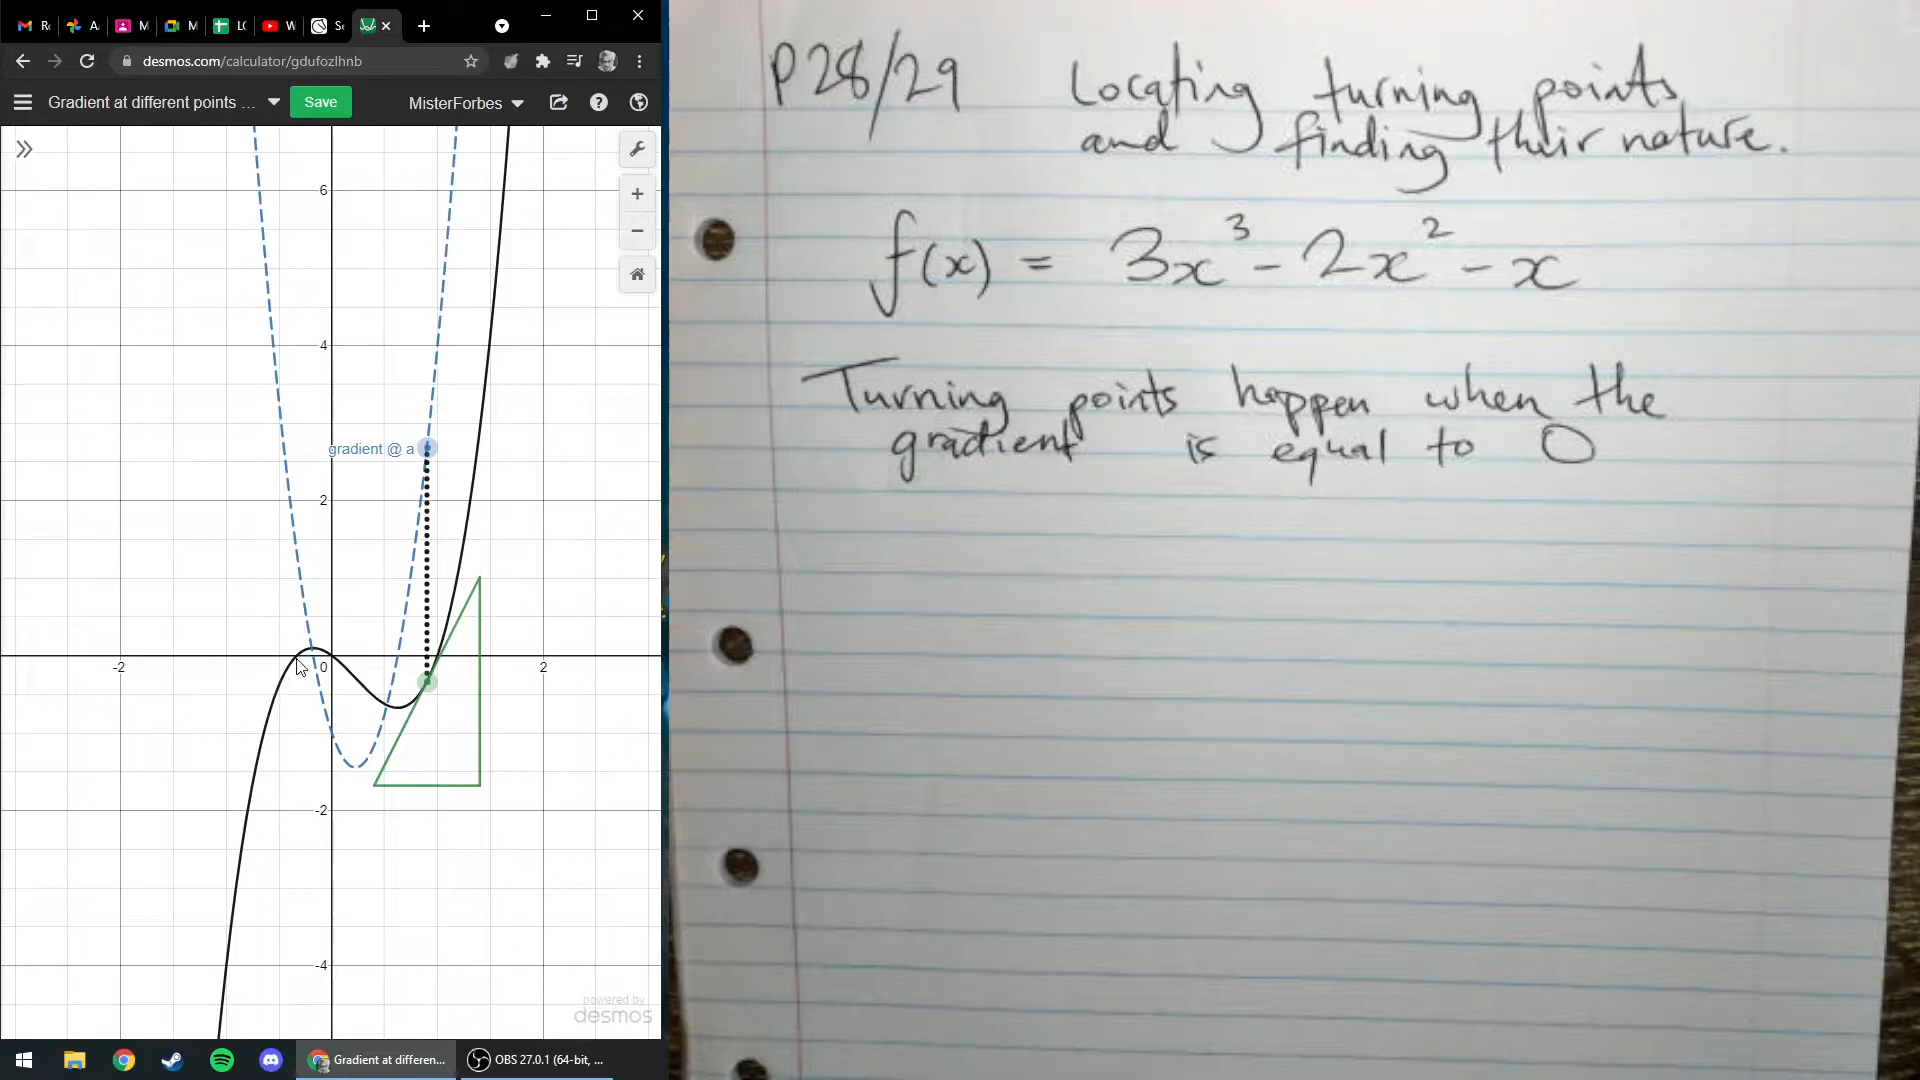 desmos.com/calculator/gdufozlhnb
Gradient at different points ...
Save
MisterForbes
6
4
gradient @ a
2
-2
0
2
-2
-4
powered by
desmos
Gradient at differen...
OBS 27.0.1 (64-bit, ...
P28/29 Locating turning points
and finding their nature.
f(x) = 3x³ - 2x² - x
Turning points happen when the
gradient is equal to 0